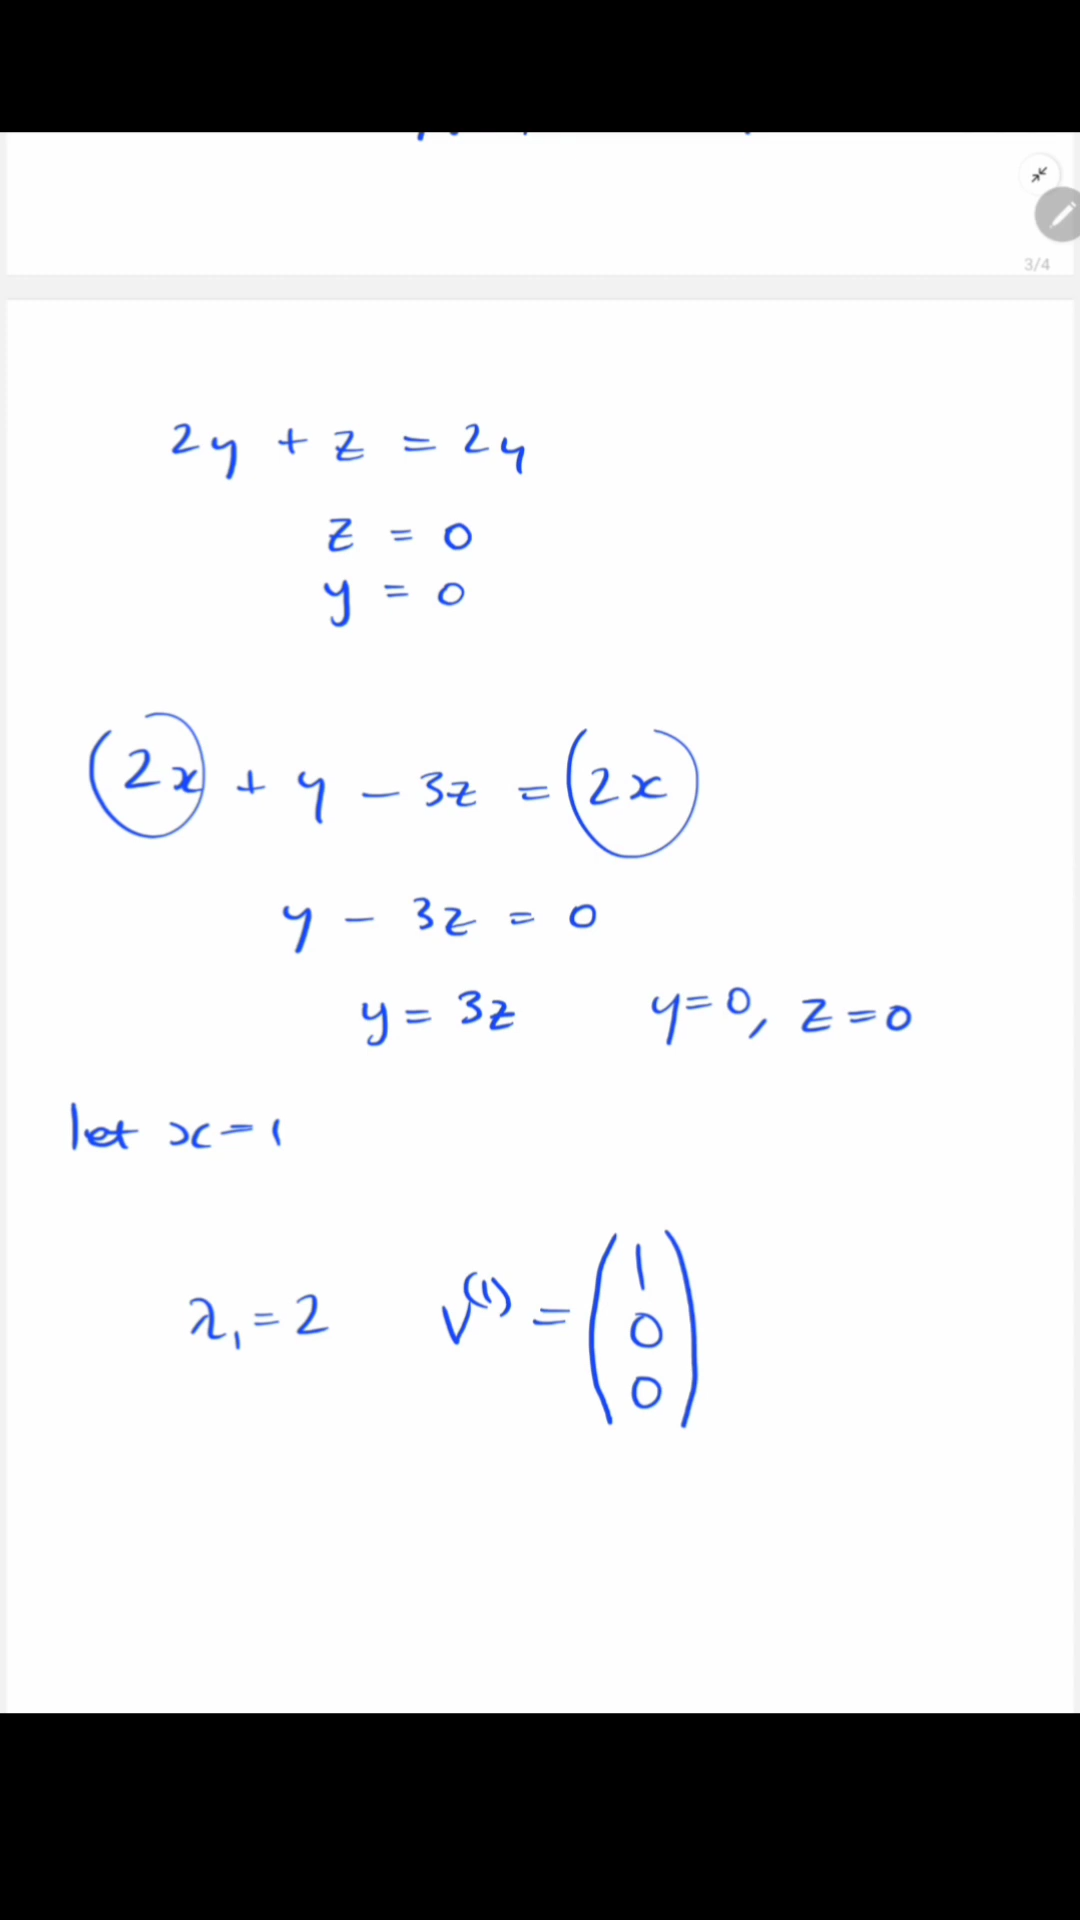 3/4
2y + z = 2y
z = 0
y = 0
2x + y - 3z = 2x
y - 3z = 0
y = 3z y=0, z=0
let x=1
λ₁=2 v⁽¹⁾ = (1
0
0)